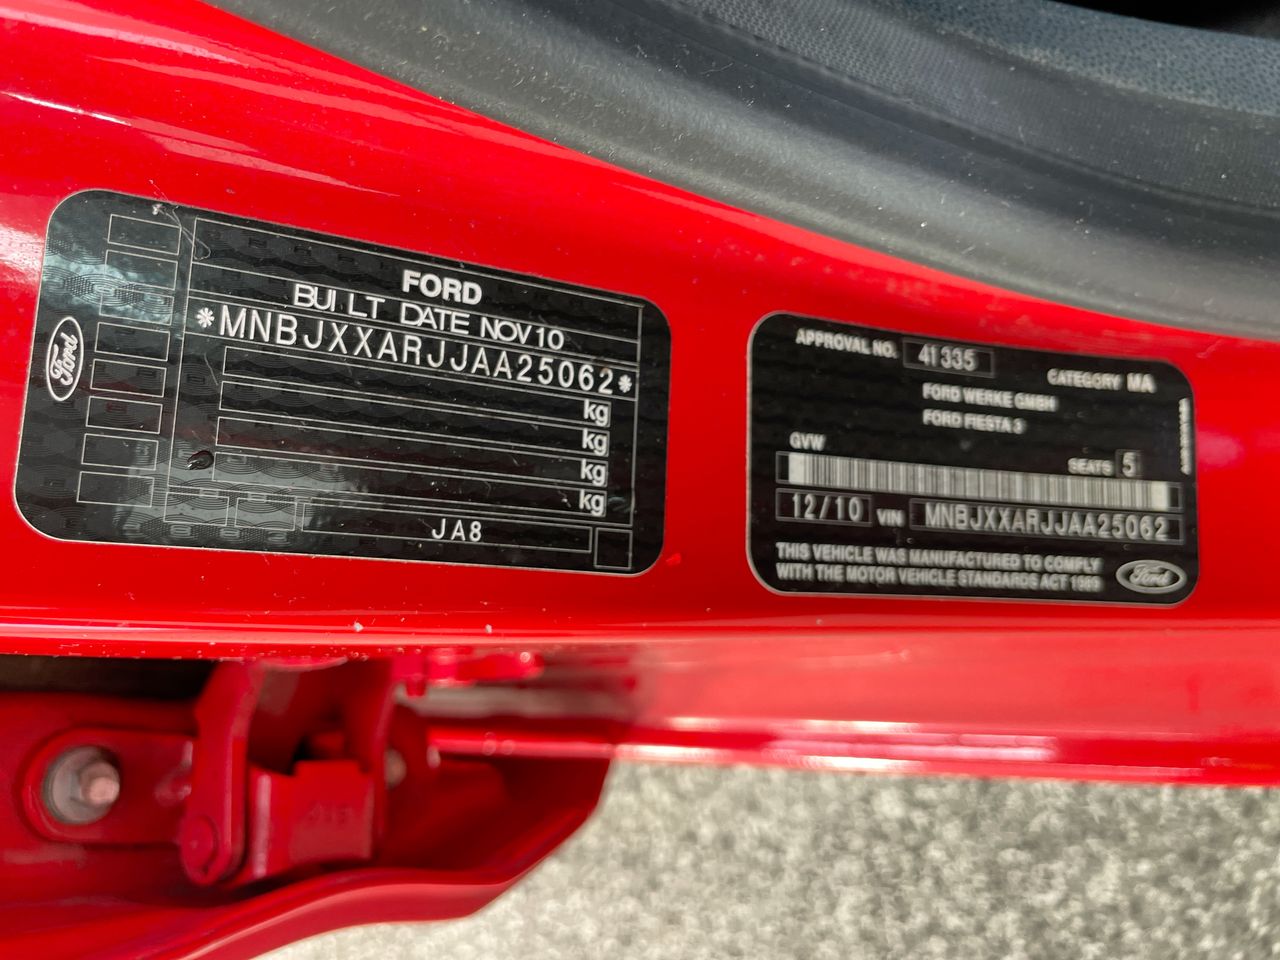 Ford
FORD
BUILT DATE NOV10
*MNBJXXARJJAA25062*
kg
kg
kg
kg
JA8
APPROVAL NO. 41335
CATEGORY MA
FORD WERKE GMBH
FORD FIESTA 3
GVW
SEATS 5
12/10 VIN MNBJXXARJJAA25062
THIS VEHICLE WAS MANUFACTURED TO COMPLY
WITH THE MOTOR VEHICLE STANDARDS ACT 1989
Ford